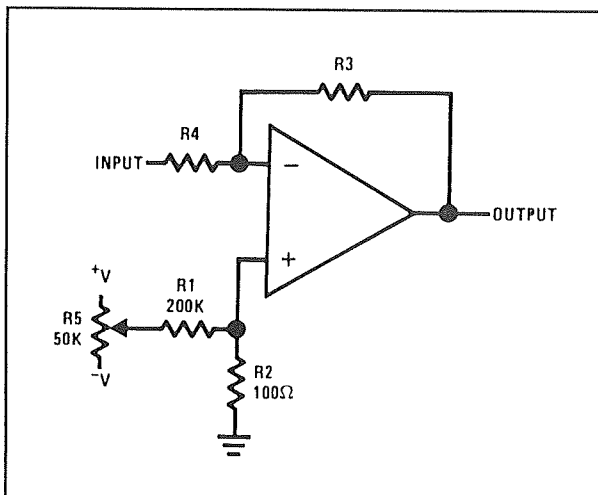 R3
R4
INPUT
−
OUTPUT
+
+V
R1
200K
R5
50K
−V
R2
100Ω